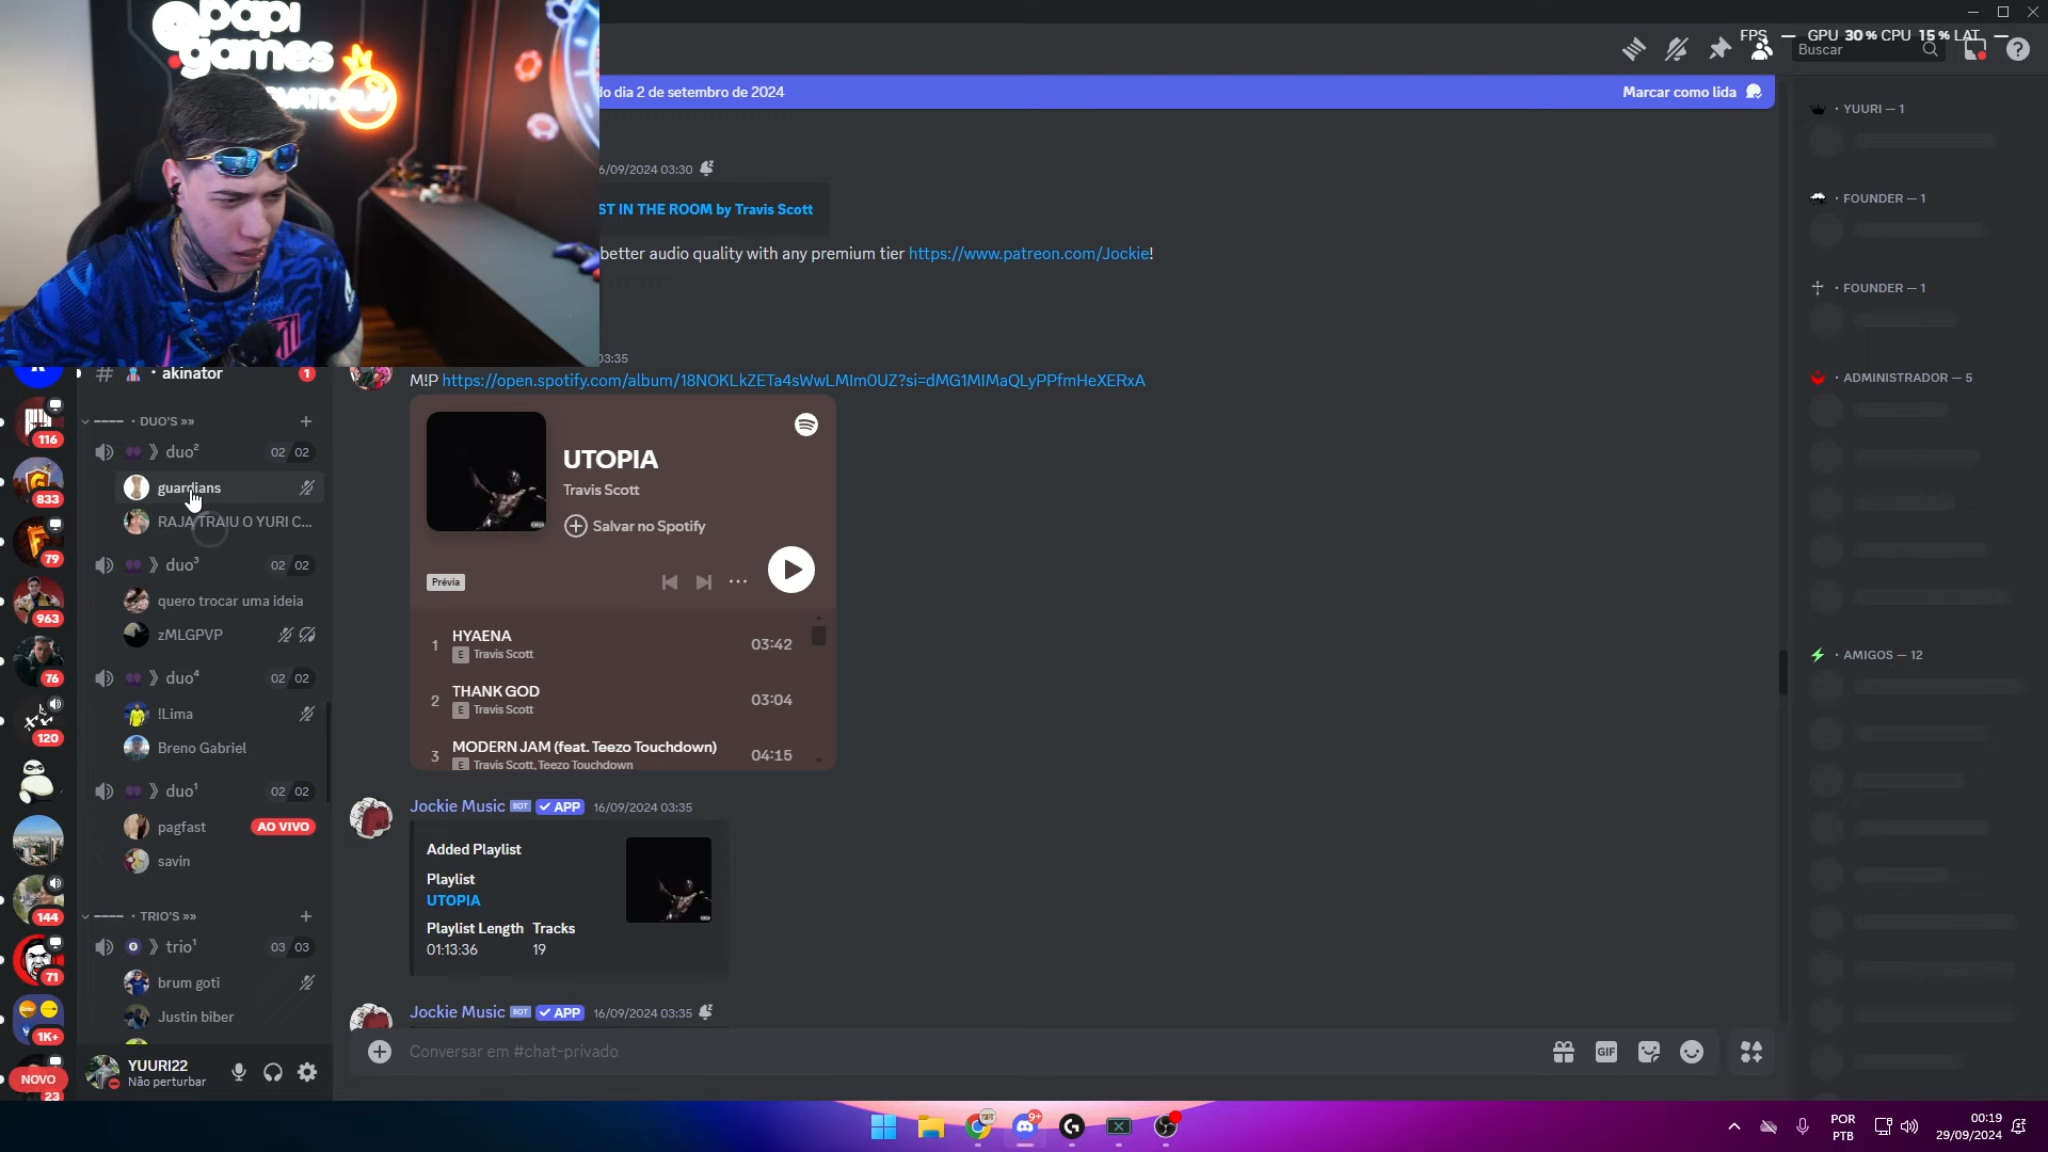 papi
games
FPS — GPU 30 % CPU 15 % LAT —
Buscar
do dia 2 de setembro de 2024
Marcar como lida
6/09/2024 03:30
ST IN THE ROOM by Travis Scott
better audio quality with any premium tier https://www.patreon.com/Jockie!
03:35
M!P https://open.spotify.com/album/18NOKLkZETa4sWwLMIm0UZ?si=dMG1MIMaQLyPPfmHeXERxA
UTOPIA
Travis Scott
Salvar no Spotify
Prévia
1 HYAENA 03:42
E Travis Scott
2 THANK GOD 03:04
E Travis Scott
3 MODERN JAM (feat. Teezo Touchdown) 04:15
E Travis Scott, Teezo Touchdown
Jockie Music BOT ✓ APP 16/09/2024 03:35
Added Playlist
Playlist
UTOPIA
Playlist Length Tracks
01:13:36 19
Jockie Music BOT ✓ APP 16/09/2024 03:35
Conversar em #chat-privado
GIF
# · akinator 1
——— · DUO'S »»
》duo² 02 02
guardians
RAJA TRAIU O YURI C...
》duo³ 02 02
quero trocar uma ideia
zMLGPVP
》duo⁴ 02 02
!Lima
Breno Gabriel
》duo¹ 02 02
pagfast AO VIVO
savin
——— · TRIO'S »»
》trio¹ 03 03
brum goti
Justin biber
YUURI22
Não perturbar
116
833
79
963
76
120
144
71
1K+
NOVO
23
· YUURI — 1
· FOUNDER — 1
· FOUNDER — 1
· ADMINISTRADOR — 5
· AMIGOS — 12
9+
POR
PTB
00:19
29/09/2024